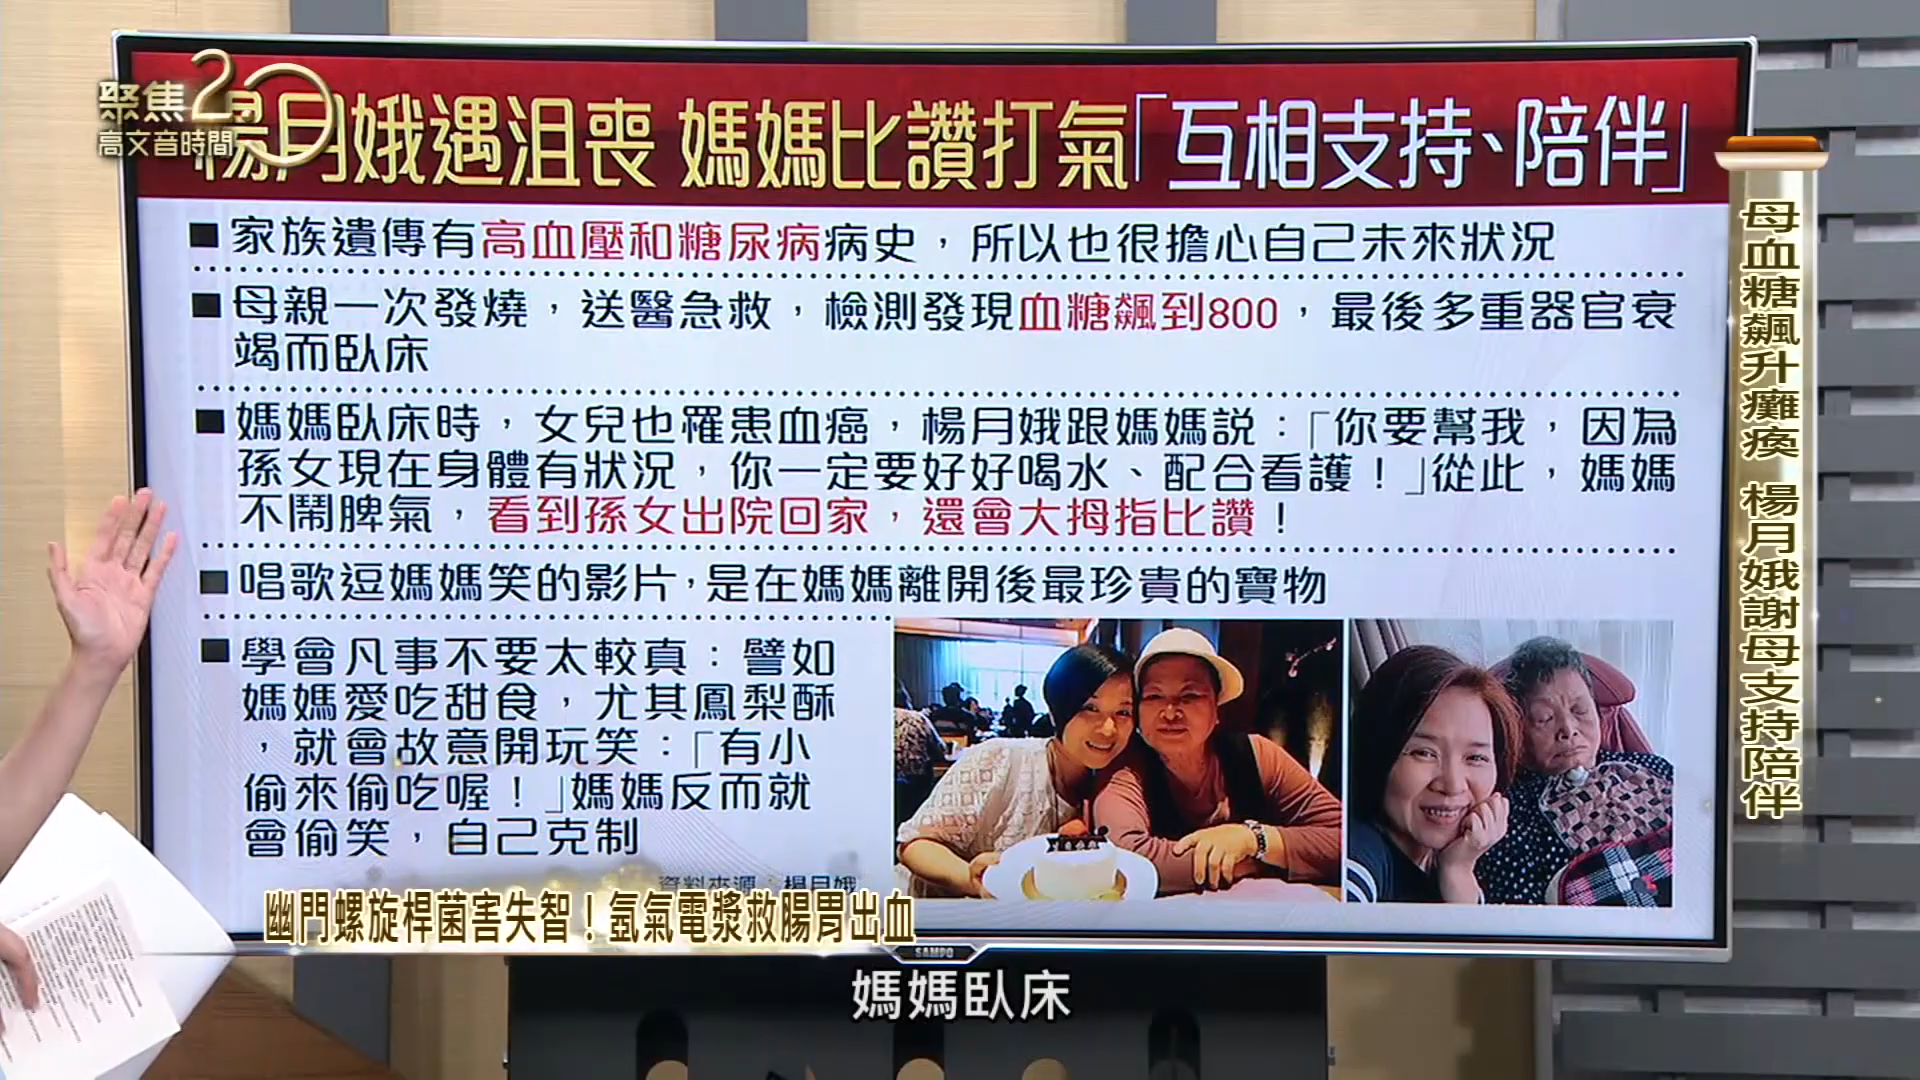 聚焦2.0
高文音時間
楊月娥遇沮喪 媽媽比讚打氣「互相支持、陪伴」
■家族遺傳有高血壓和糖尿病病史，所以也很擔心自己未來狀況
■母親一次發燒，送醫急救，檢測發現血糖飆到800，最後多重器官衰
竭而臥床
■媽媽臥床時，女兒也罹患血癌，楊月娥跟媽媽說：「你要幫我，因為
孫女現在身體有狀況，你一定要好好喝水、配合看護！」從此，媽媽
不鬧脾氣，看到孫女出院回家，還會大拇指比讚！
■唱歌逗媽媽笑的影片，是在媽媽離開後最珍貴的寶物
■學會凡事不要太較真：譬如
媽媽愛吃甜食，尤其鳳梨酥
，就會故意開玩笑：「有小
偷來偷吃喔！」媽媽反而就
會偷笑，自己克制
資料來源：楊月娥
母血糖飆升癱瘓 楊月娥謝母支持陪伴
幽門螺旋桿菌害失智！氬氣電漿救腸胃出血
SAMPO
媽媽臥床